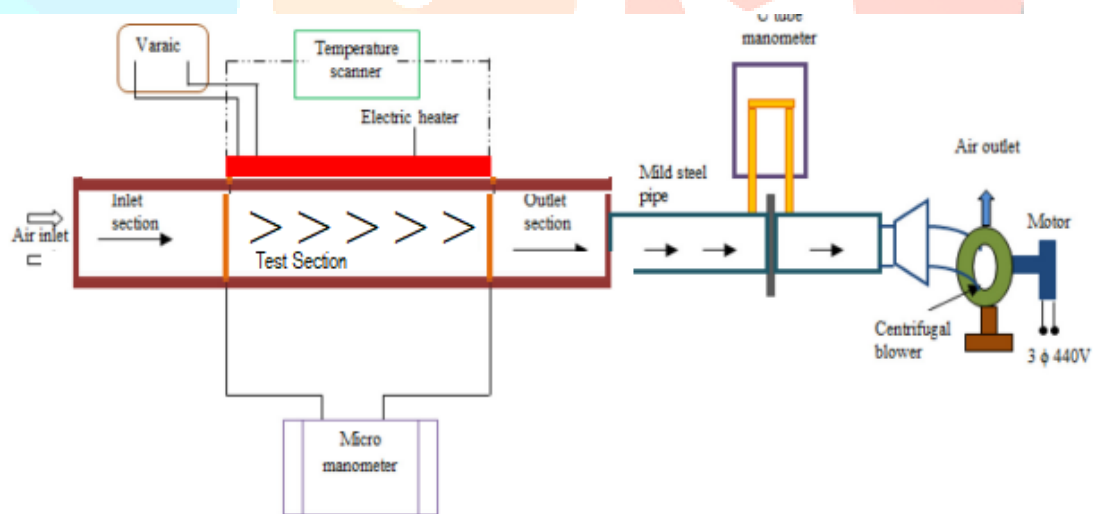 Varaic
Temperature
scanner
Electric heater
U tube
manometer
Air outlet
Mild steel
pipe
Motor
Inlet
section
Outlet
section
Air inlet
Test Section
Centrifugal
blower
3 ϕ 440V
Micro
manometer